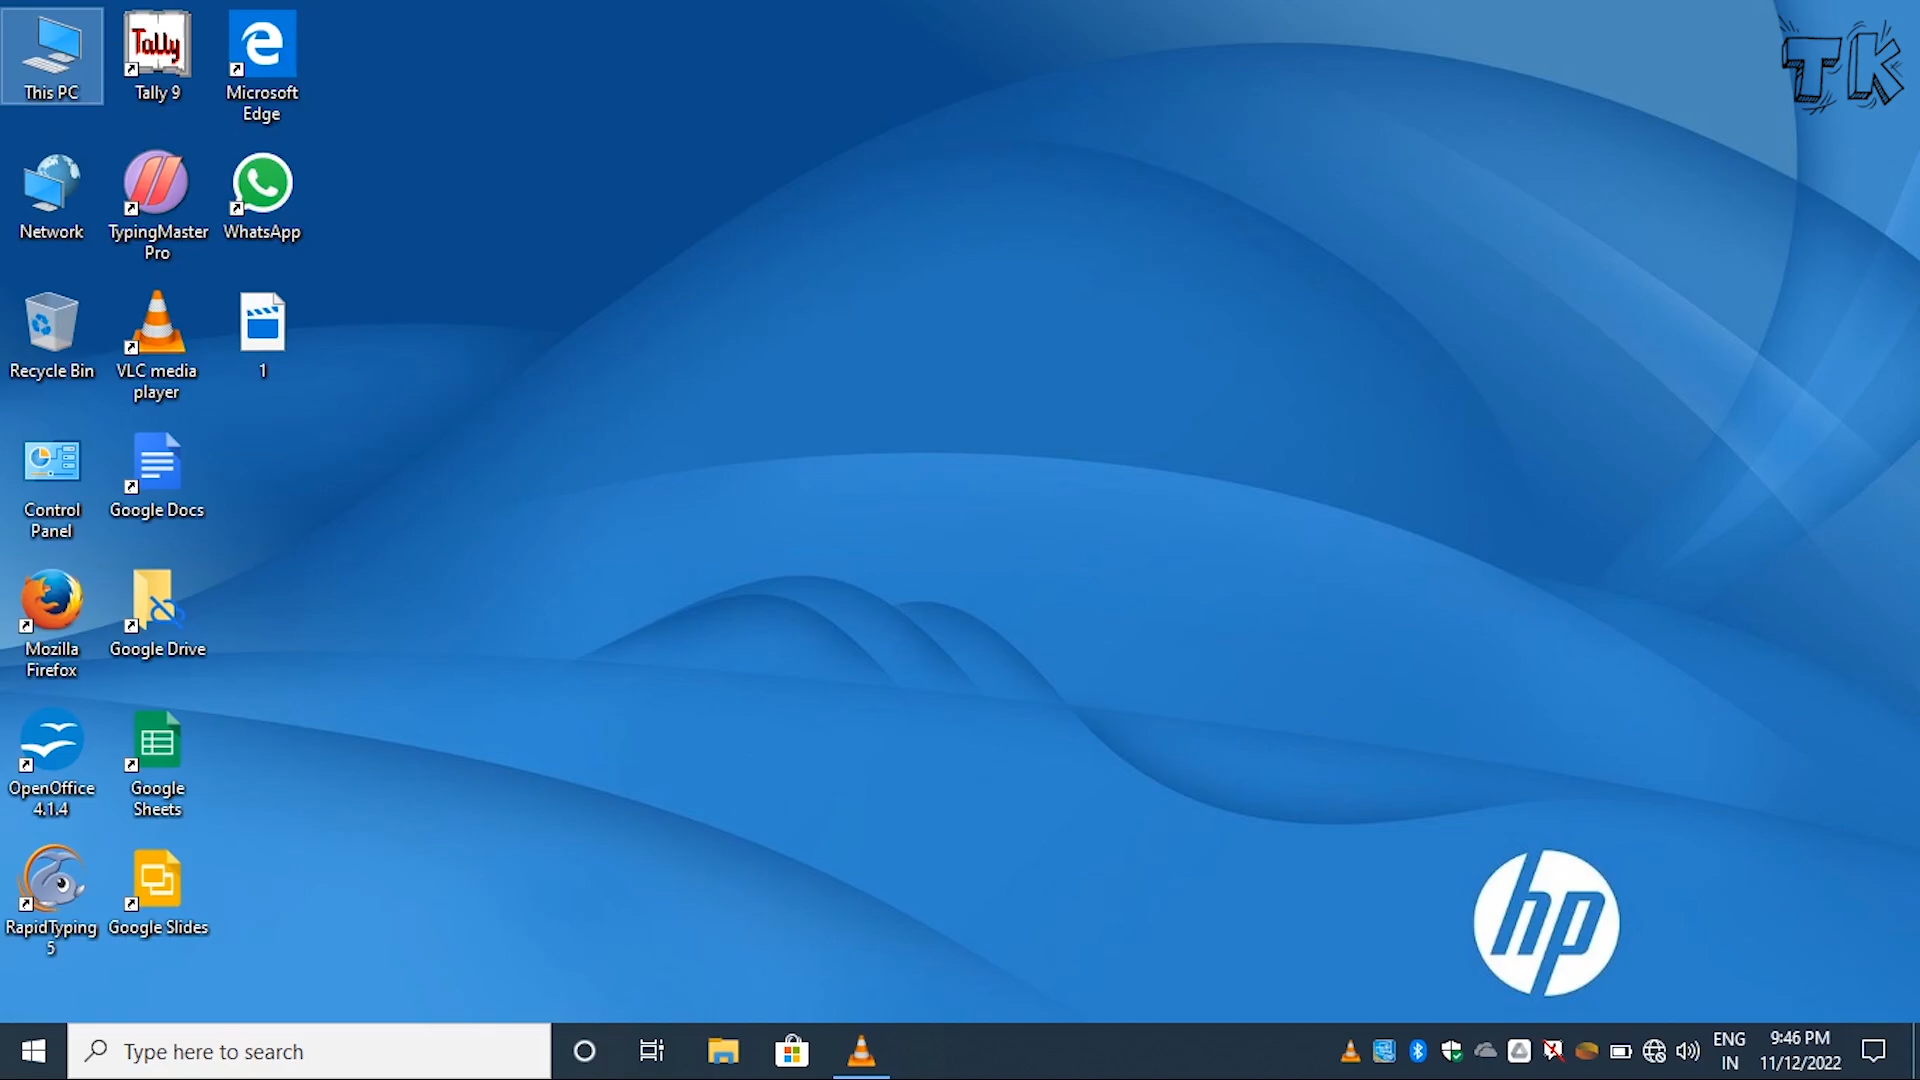 This PC
Tally
Tally 9
Microsoft
Edge
TK
Network
TypingMaster
Pro
WhatsApp
Recycle Bin
VLC media
player
1
Control
Panel
Google Docs
Mozilla
Firefox
Google Drive
OpenOffice
4.1.4
Google
Sheets
RapidTyping
5
Google Slides
hp
Type here to search
ENG
IN
9:46 PM
11/12/2022